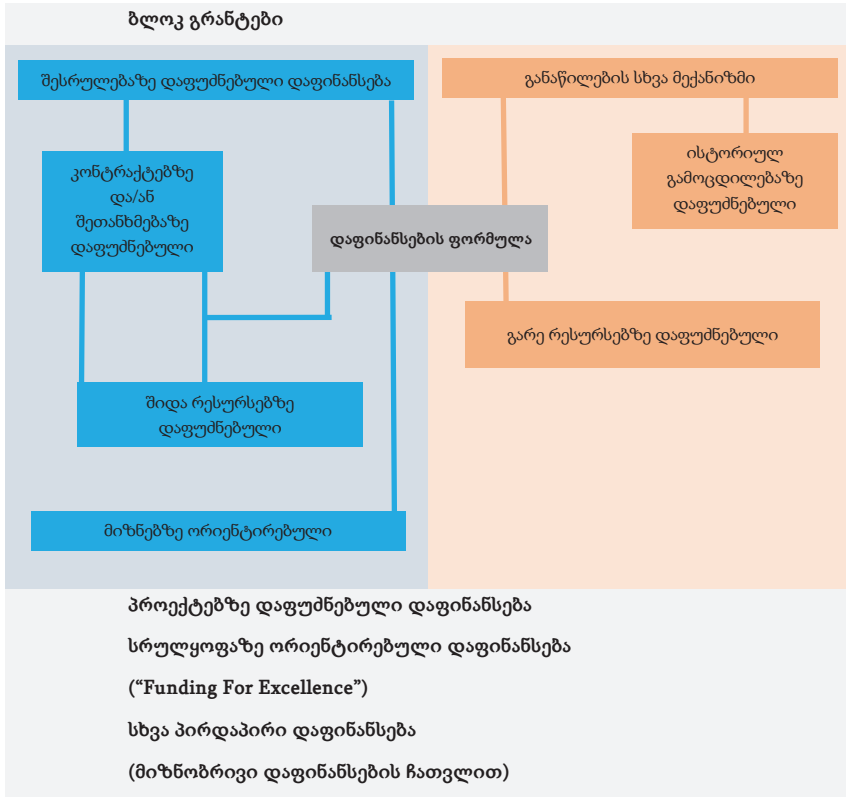 ბლოკ გრანტები
შესრულებაზე დაფუძნებული დაფინანსება
განაწილების სხვა მექანიზმი
კონტრაქტებზე
და/ან
შეთანხმებაზე
დაფუძნებული
ისტორიულ
გამოცდილებაზე
დაფუძნებული
დაფინანსების ფორმულა
გარე რესურსებზე დაფუძნებული
შიდა რესურსებზე
დაფუძნებული
მიზნებზე ორიენტირებული
პროექტებზე დაფუძნებული დაფინანსება
სრულყოფაზე ორიენტირებული დაფინანსება
(“Funding For Excellence”)
სხვა პირდაპირი დაფინანსება
(მიზნობრივი დაფინანსების ჩათვლით)